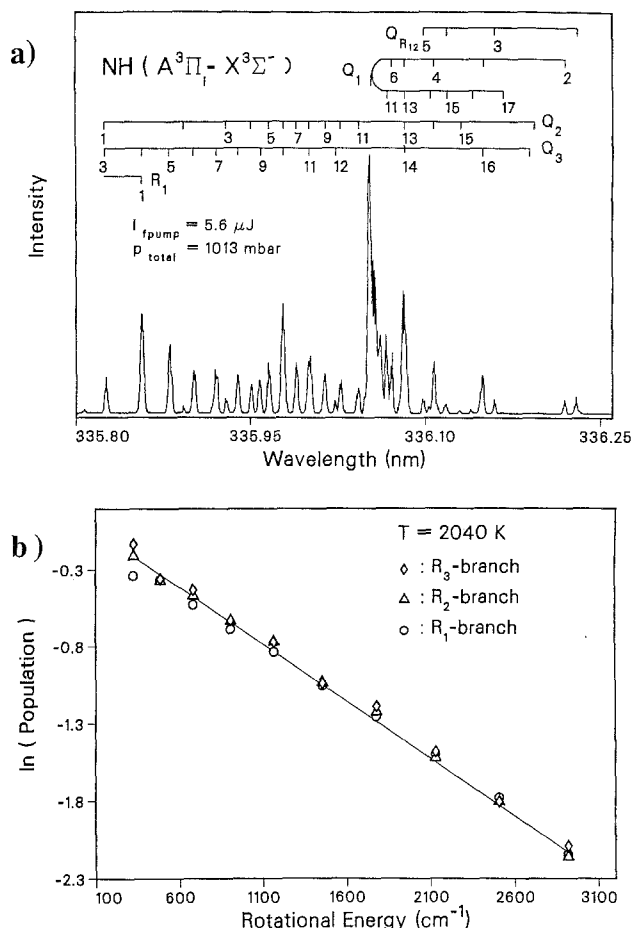 a)
NH ( A³Πᵢ- X³Σ⁻ )
Q R₁₂
5 3
Q₁
6 4 2
11 13 15 17
Q₂
1 3 5 7 9 11 13 15
Q₃
3 5 7 9 11 12 14 16
1 R₁
I fpump = 5.6 μJ
p total = 1013 mbar
Intensity
335.80 335.95 336.10 336.25
Wavelength (nm)
b)
T = 2040 K
◇ : R₃-branch
△ : R₂-branch
○ : R₁-branch
ln ( Population )
-0.3
-0.8
-1.3
-1.8
-2.3
100 600 1100 1600 2100 2600 3100
Rotational Energy (cm⁻¹)